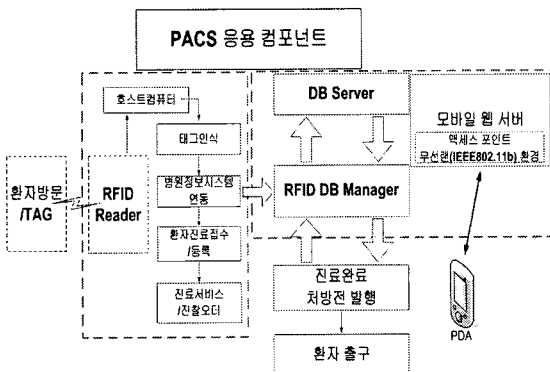 PACS 응용 컴포넌트
호스트컴퓨터
태그인식
환자방문
/TAG
RFID
Reader
병원정보시스템
연동
환자진료접수
/등록
진료서비스
/진찰오더
DB Server
RFID DB Manager
모바일 웹 서버
액세스 포인트
무선랜(IEEE802.11b) 환경
진료완료
처방전 발행
환자 출구
PDA